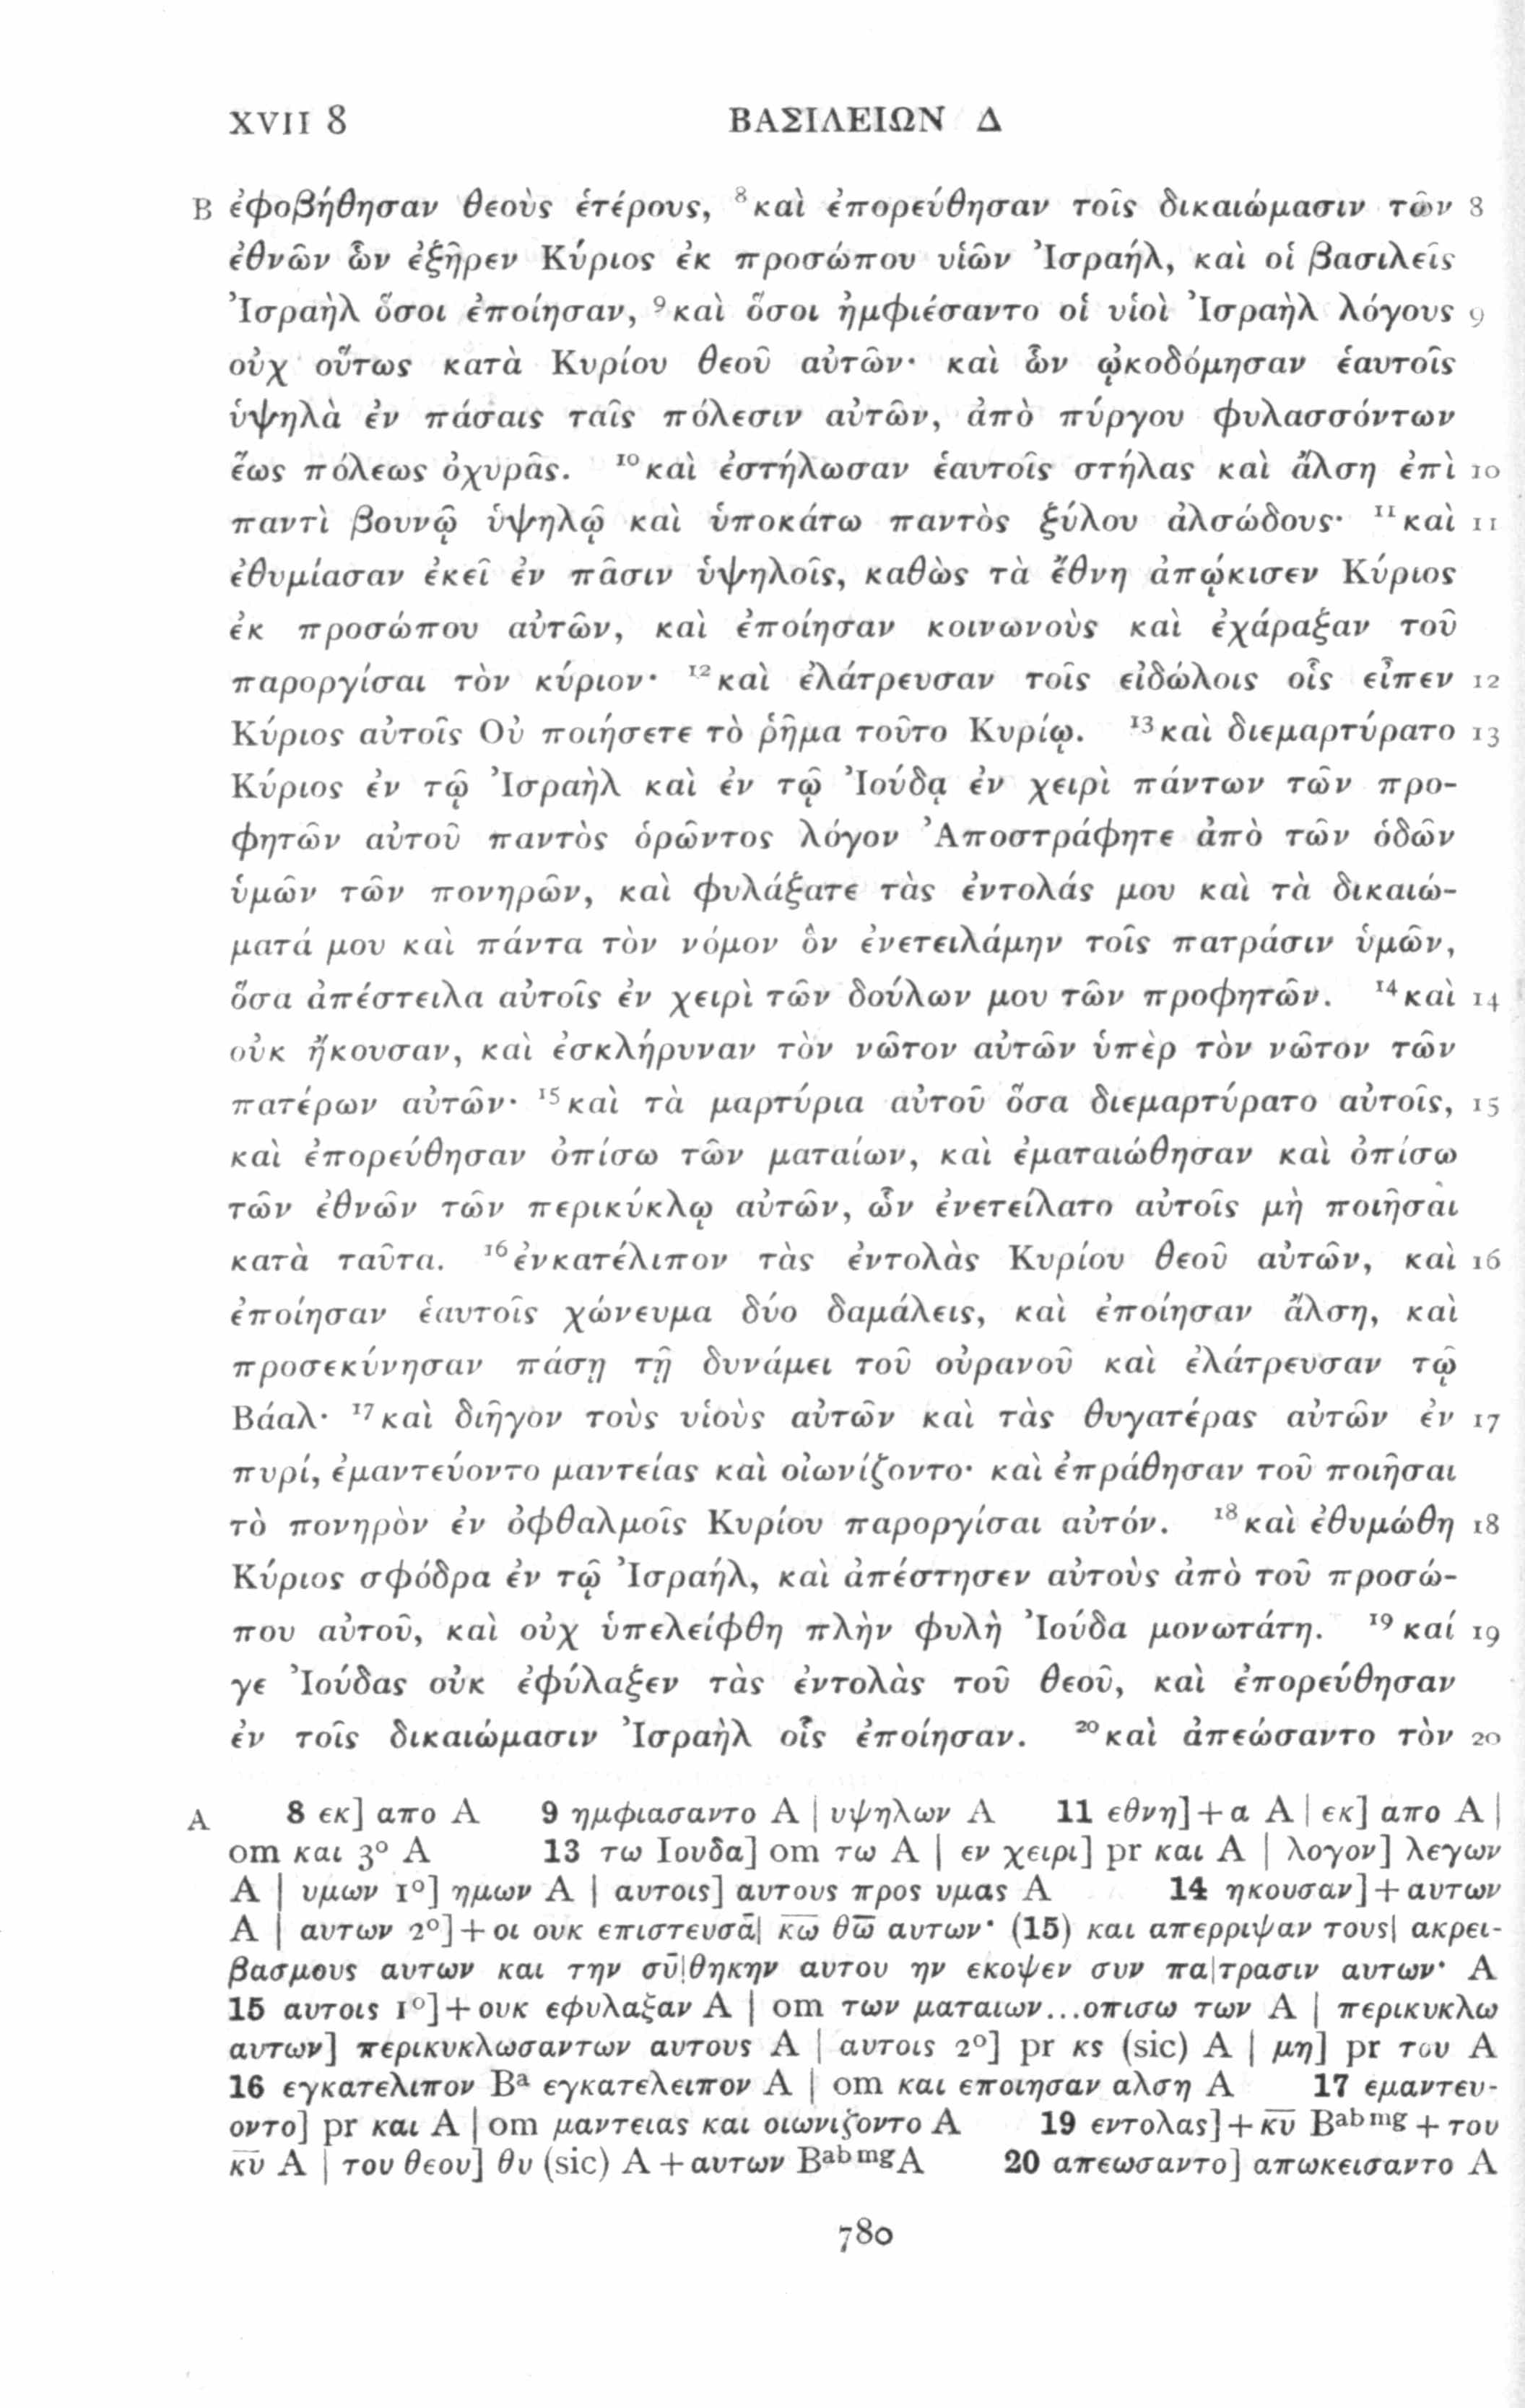 XVII 8 ΒΑΣΙΛΕΙΩΝ Δ
B ἐφοβήθησαν θεοὺς ἑτέρους, ⁸καὶ ἐπορεύθησαν τοῖς δικαιώμασιν τῶν 8
ἐθνῶν ὧν ἐξῆρεν Κύριος ἐκ προσώπου υἱῶν Ἰσραήλ, καὶ οἱ βασιλεῖς
Ἰσραὴλ ὅσοι ἐποίησαν, ⁹καὶ ὅσοι ἠμφιέσαντο οἱ υἱοὶ Ἰσραὴλ λόγους 9
οὐχ οὕτως κατὰ Κυρίου θεοῦ αὐτῶν· καὶ ὧν ᾠκοδόμησαν ἑαυτοῖς
ὑψηλὰ ἐν πάσαις ταῖς πόλεσιν αὐτῶν, ἀπὸ πύργου φυλασσόντων
ἕως πόλεως ὀχυρᾶς. ¹⁰καὶ ἐστήλωσαν ἑαυτοῖς στήλας καὶ ἄλση ἐπὶ 10
παντὶ βουνῷ ὑψηλῷ καὶ ὑποκάτω παντὸς ξύλου ἀλσώδους· ¹¹καὶ 11
ἐθυμίασαν ἐκεῖ ἐν πᾶσιν ὑψηλοῖς, καθὼς τὰ ἔθνη ἀπῴκισεν Κύριος
ἐκ προσώπου αὐτῶν, καὶ ἐποίησαν κοινωνοὺς καὶ ἐχάραξαν τοῦ
παροργίσαι τὸν κύριον· ¹²καὶ ἐλάτρευσαν τοῖς εἰδώλοις οἷς εἶπεν 12
Κύριος αὐτοῖς Οὐ ποιήσετε τὸ ῥῆμα τοῦτο Κυρίῳ. ¹³καὶ διεμαρτύρατο 13
Κύριος ἐν τῷ Ἰσραὴλ καὶ ἐν τῷ Ἰούδᾳ ἐν χειρὶ πάντων τῶν προ-
φητῶν αὐτοῦ παντὸς ὁρῶντος λόγον Ἀποστράφητε ἀπὸ τῶν ὁδῶν
ὑμῶν τῶν πονηρῶν, καὶ φυλάξατε τὰς ἐντολάς μου καὶ τὰ δικαιώ-
ματά μου καὶ πάντα τὸν νόμον ὃν ἐνετειλάμην τοῖς πατράσιν ὑμῶν,
ὅσα ἀπέστειλα αὐτοῖς ἐν χειρὶ τῶν δούλων μου τῶν προφητῶν. ¹⁴καὶ 14
οὐκ ἤκουσαν, καὶ ἐσκλήρυναν τὸν νῶτον αὐτῶν ὑπὲρ τὸν νῶτον τῶν
πατέρων αὐτῶν· ¹⁵καὶ τὰ μαρτύρια αὐτοῦ ὅσα διεμαρτύρατο αὐτοῖς, 15
καὶ ἐπορεύθησαν ὀπίσω τῶν ματαίων, καὶ ἐματαιώθησαν καὶ ὀπίσω
τῶν ἐθνῶν τῶν περικύκλῳ αὐτῶν, ὧν ἐνετείλατο αὐτοῖς μὴ ποιῆσαι
κατὰ ταῦτα. ¹⁶ἐνκατέλιπον τὰς ἐντολὰς Κυρίου θεοῦ αὐτῶν, καὶ 16
ἐποίησαν ἑαυτοῖς χώνευμα δύο δαμάλεις, καὶ ἐποίησαν ἄλση, καὶ
προσεκύνησαν πάσῃ τῇ δυνάμει τοῦ οὐρανοῦ καὶ ἐλάτρευσαν τῷ
Βάαλ· ¹⁷καὶ διῆγον τοὺς υἱοὺς αὐτῶν καὶ τὰς θυγατέρας αὐτῶν ἐν 17
πυρί, ἐμαντεύοντο μαντείας καὶ οἰωνίζοντο· καὶ ἐπράθησαν τοῦ ποιῆσαι
τὸ πονηρὸν ἐν ὀφθαλμοῖς Κυρίου παροργίσαι αὐτόν. ¹⁸καὶ ἐθυμώθη 18
Κύριος σφόδρα ἐν τῷ Ἰσραήλ, καὶ ἀπέστησεν αὐτοὺς ἀπὸ τοῦ προσώ-
που αὐτοῦ, καὶ οὐχ ὑπελείφθη πλὴν φυλὴ Ἰούδα μονωτάτη. ¹⁹καί 19
γε Ἰούδας οὐκ ἐφύλαξεν τὰς ἐντολὰς τοῦ θεοῦ, καὶ ἐπορεύθησαν
ἐν τοῖς δικαιώμασιν Ἰσραὴλ οἷς ἐποίησαν. ²⁰καὶ ἀπεώσαντο τὸν 20
A 8 εκ] απο A 9 ημφιασαντο A | υψηλων A 11 εθνη]+α A | εκ] απο A |
om και 3° A 13 τω Ιουδα] om τω A | εν χειρι] pr και A | λογον] λεγων
A | υμων 1°] ημων A | αυτοις] αυτους προς υμας A 14 ηκουσαν]+αυτων
A | αυτων 2°]+οι ουκ επιστευσα̅| κ̅ω̅ θ̅ω̅ αυτων· (15) και απερριψαν τους| ακρει-
βασμους αυτων και την συ̅|θηκην αυτου ην εκοψεν συν πα|τρασιν αυτων· A
15 αυτοις 1°]+ουκ εφυλαξαν A | om των ματαιων...οπισω των A | περικυκλω
αυτων] περικυκλωσαντων αυτους A | αυτοις 2°] pr κς (sic) A | μη] pr του A
16 εγκατελιπον Bᵃ εγκατελειπον A | om και εποιησαν αλση A 17 εμαντευ-
οντο] pr και A | om μαντειας και οιωνιζοντο A 19 εντολας]+κ̅υ̅ Bᵃᵇᵐᵍ +του
κ̅υ̅ A | του θεου] θυ (sic) A +αυτων BᵃᵇᵐᵍA 20 απεωσαντο] απωκεισαντο A
780